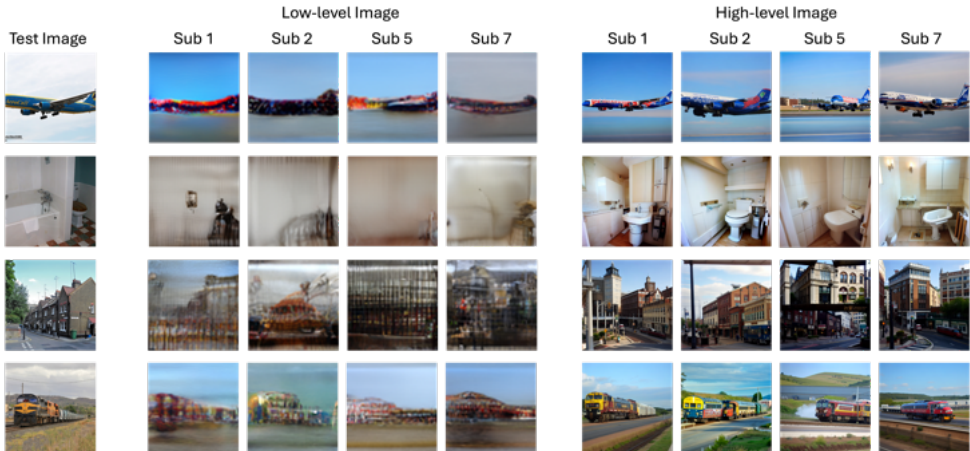 Low-level Image
High-level Image
Test Image
Sub 1
Sub 2
Sub 5
Sub 7
Sub 1
Sub 2
Sub 5
Sub 7